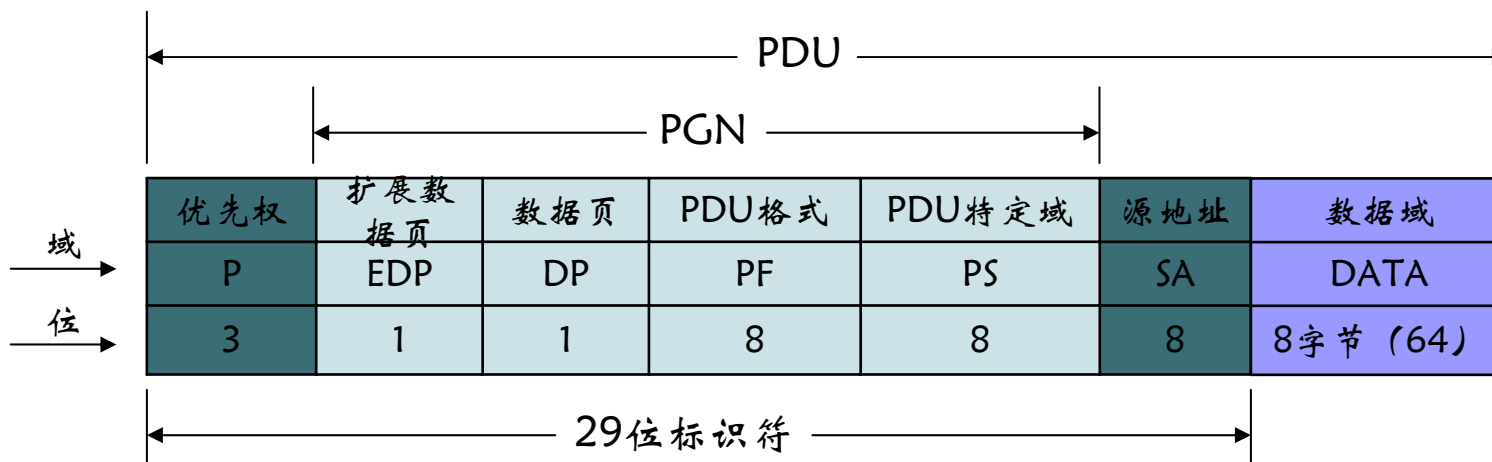 PDU
PGN
优先权 扩展数据页 数据页 PDU格式 PDU特定域 源地址 数据域
域 P EDP DP PF PS SA DATA
位 3 1 1 8 8 8 8字节（64）
29位标识符